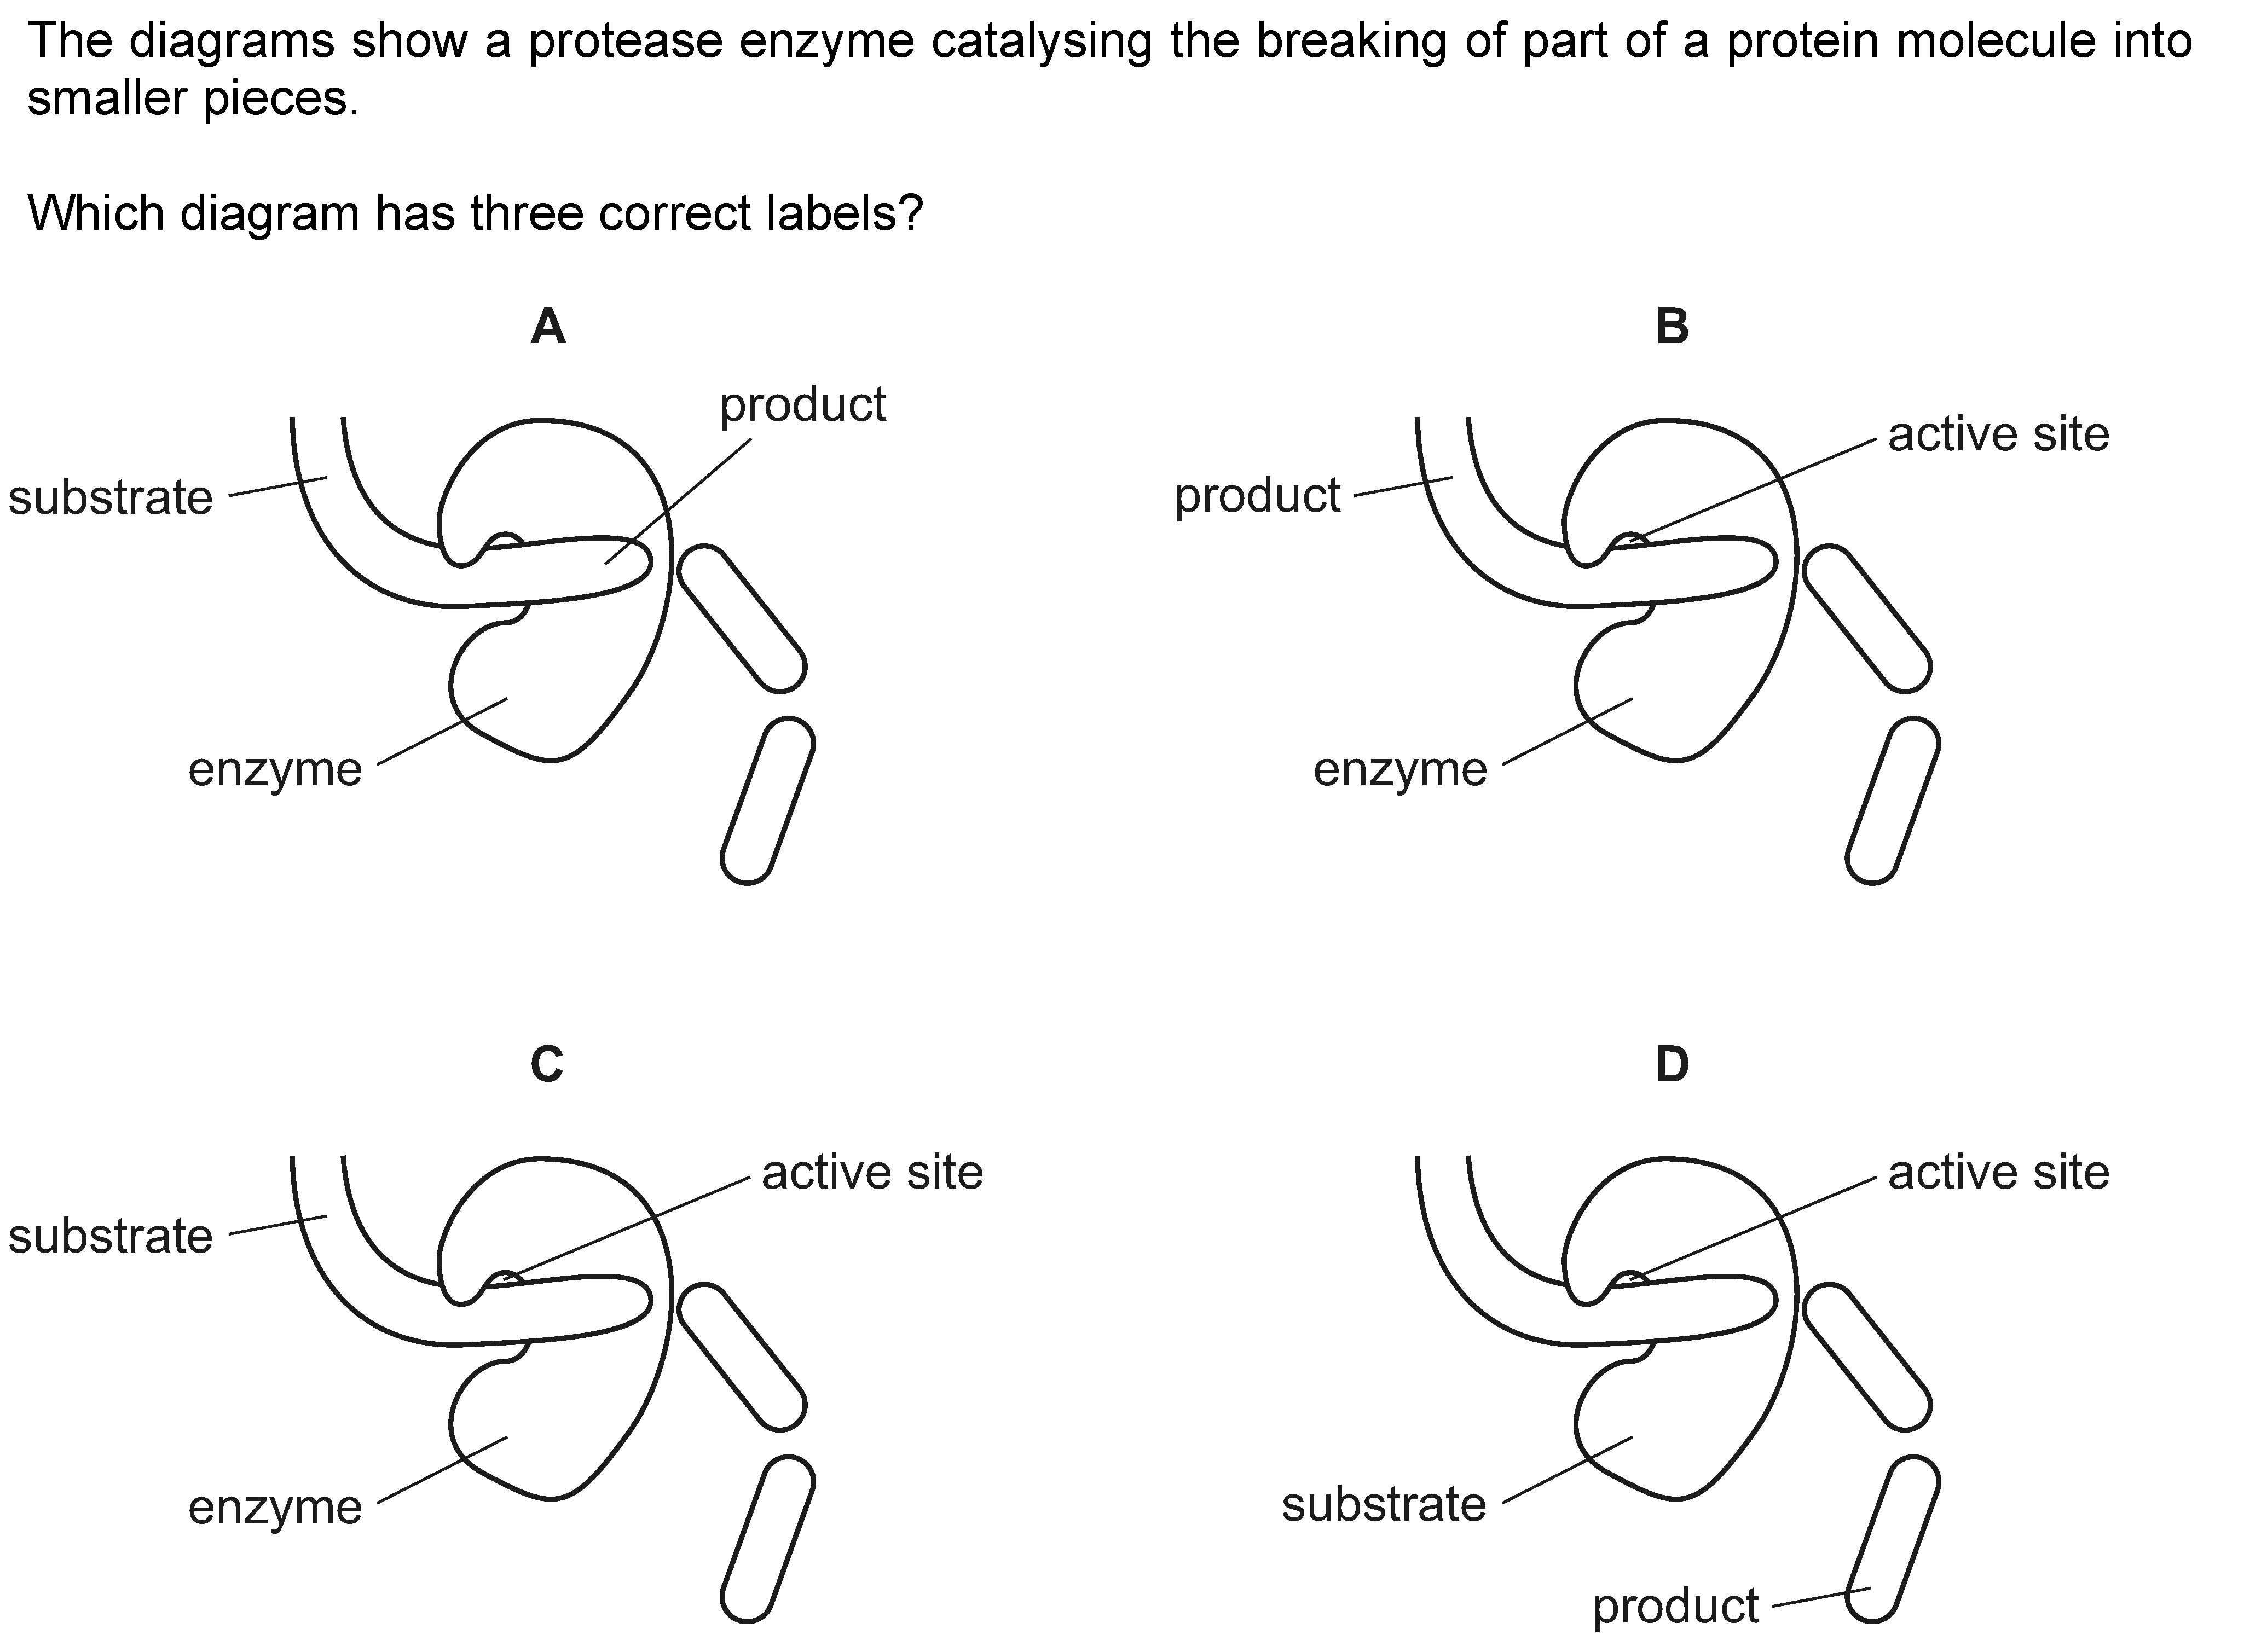 The diagrams show a protease enzyme catalysing the breaking of part of a protein molecule into
smaller pieces.
Which diagram has three correct labels?
A
product
substrate
enzyme
B
active site
product
enzyme
C
active site
substrate
enzyme
D
active site
substrate
product